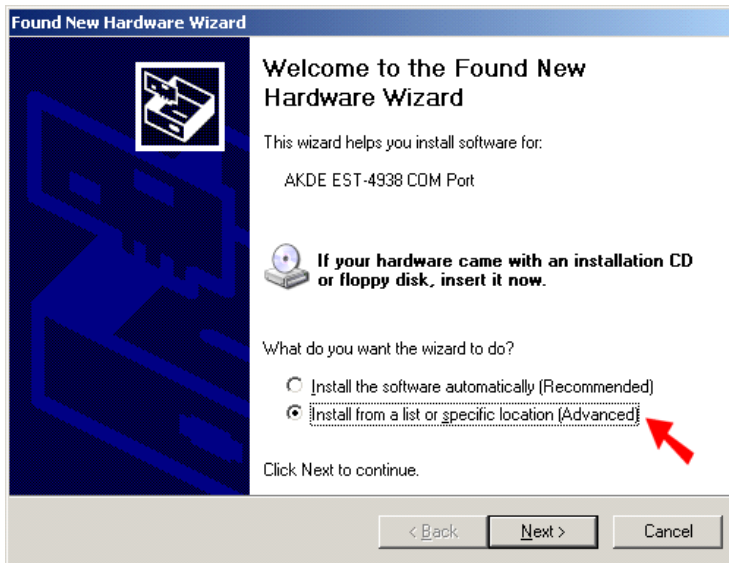 Found New Hardware Wizard
Welcome to the Found New
Hardware Wizard
This wizard helps you install software for:
AKDE EST-4938 COM Port
If your hardware came with an installation CD
or floppy disk, insert it now.
What do you want the wizard to do?
Install the software automatically (Recommended)
Install from a list or specific location (Advanced)
Click Next to continue.
< Back Next > Cancel